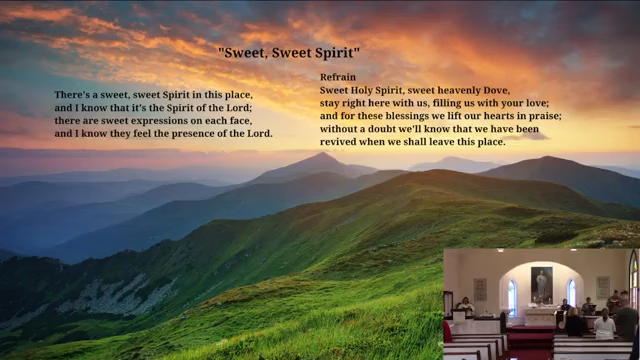 "Sweet, Sweet Spirit"
There's a sweet, sweet Spirit in this place,
and I know that it's the Spirit of the Lord;
there are sweet expressions on each face,
and I know they feel the presence of the Lord.
Refrain
Sweet Holy Spirit, sweet heavenly Dove,
stay right here with us, filling us with your love;
and for these blessings we lift our hearts in praise;
without a doubt we'll know that we have been
revived when we shall leave this place.